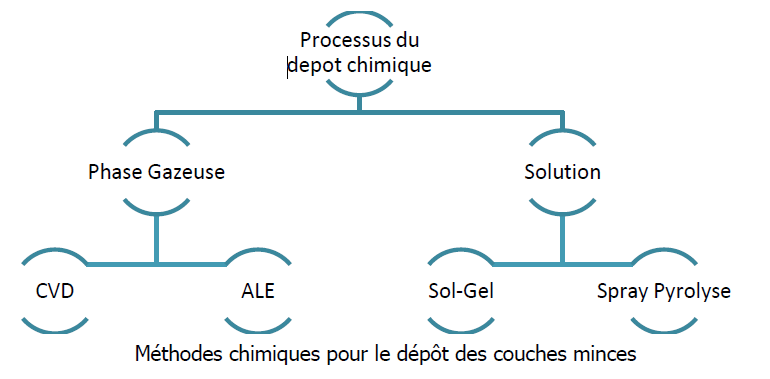 Processus du
depot chimique
Phase Gazeuse
Solution
CVD
ALE
Sol-Gel
Spray Pyrolyse
Méthodes chimiques pour le dépôt des couches minces